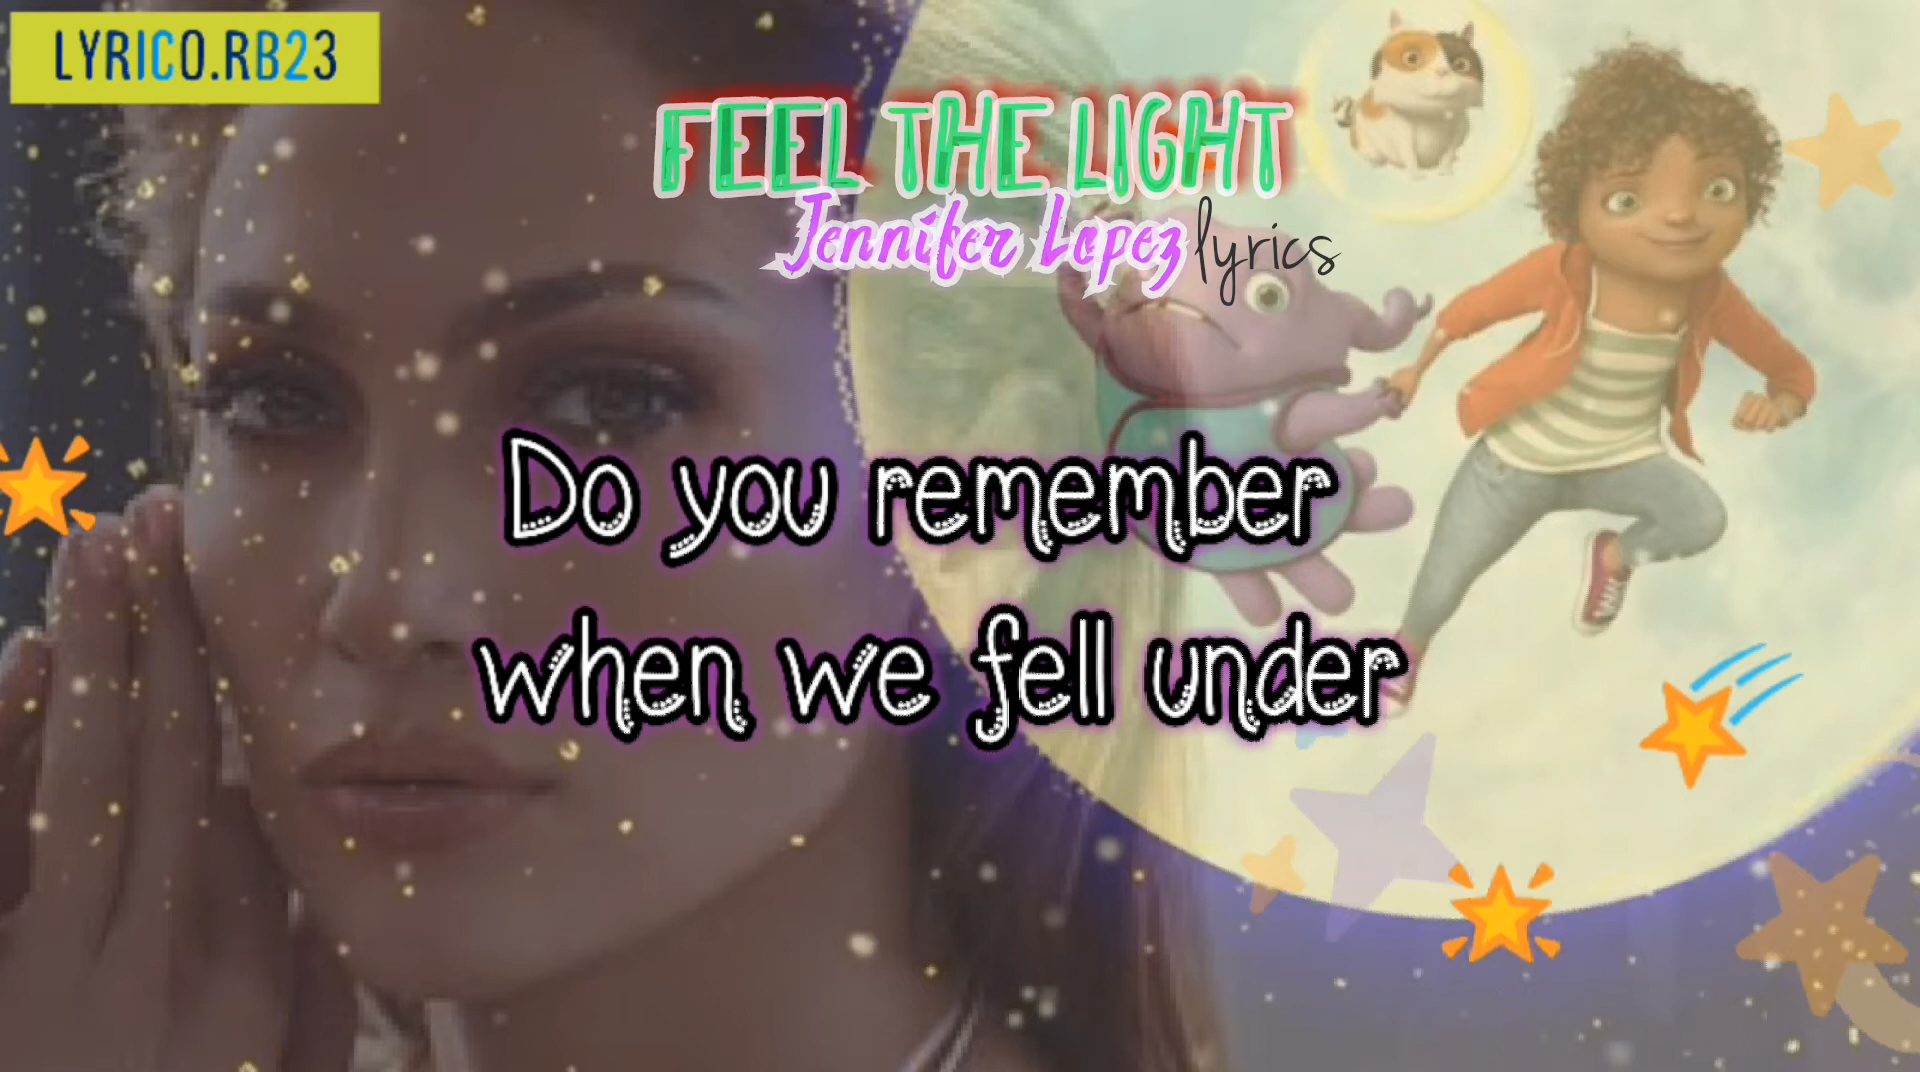 LYRICO.RB23
FEEL THE LIGHT
Jennifer Lopez lyrics
Do you remember
when we fell under